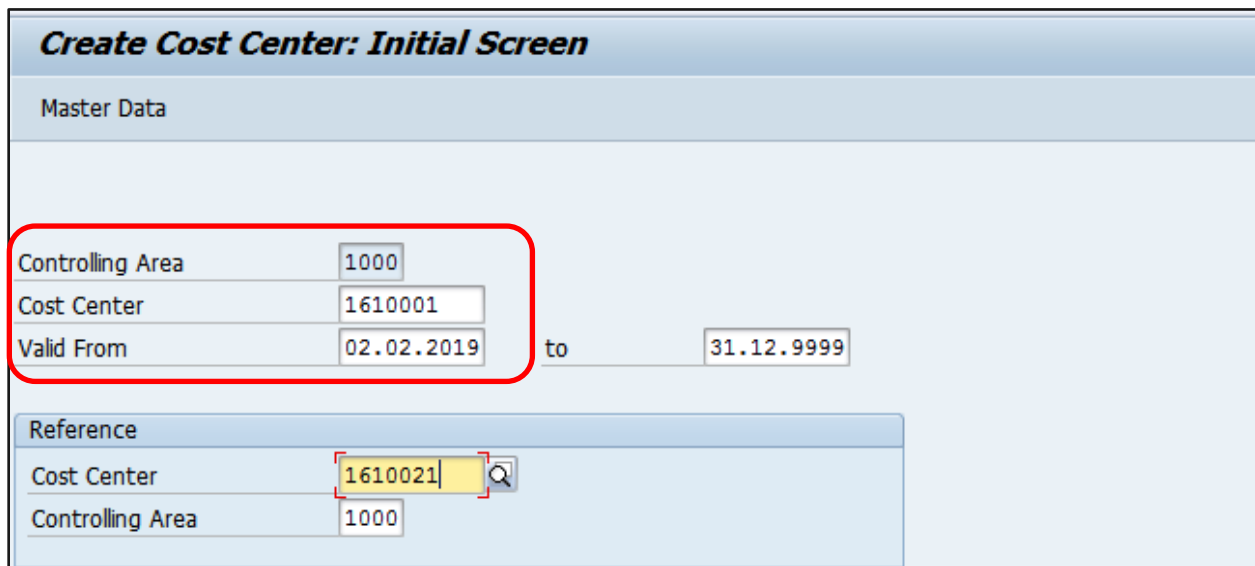 Create Cost Center: Initial Screen
Master Data
Controlling Area 1000
Cost Center 1610001
Valid From 02.02.2019 to 31.12.9999
Reference
Cost Center 1610021
Controlling Area 1000